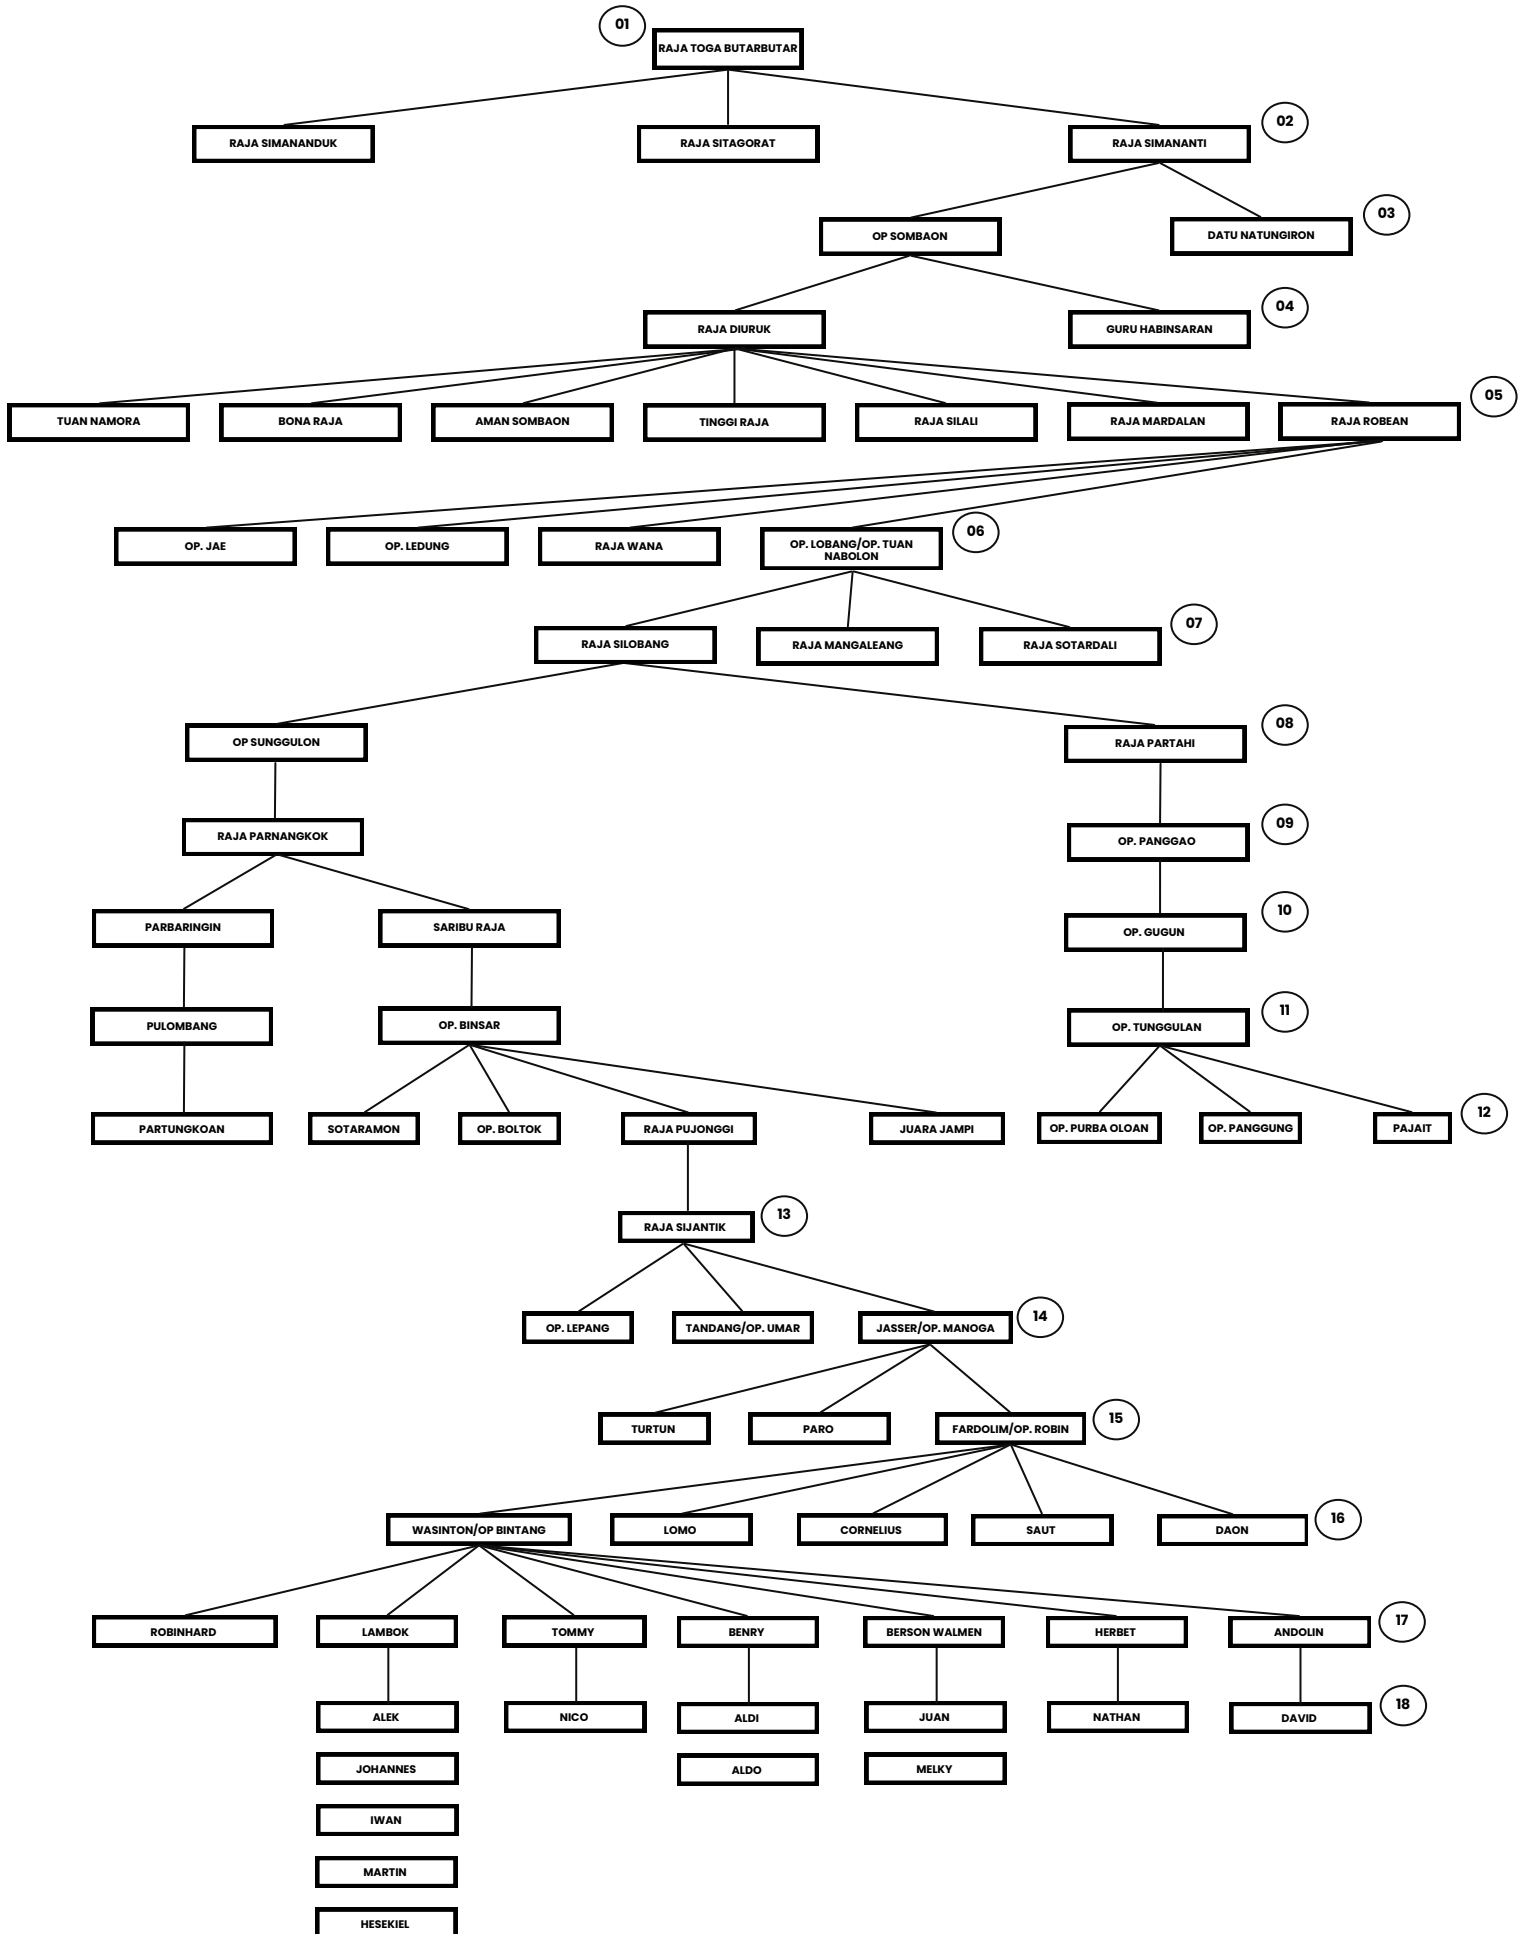 01
RAJA TOGA BUTARBUTAR
RAJA SIMANANDUK
RAJA SITAGORAT
RAJA SIMANANTI
02
OP SOMBAON
DATU NATUNGIRON
03
RAJA DIURUK
GURU HABINSARAN
04
TUAN NAMORA
BONA RAJA
AMAN SOMBAON
TINGGI RAJA
RAJA SILALI
RAJA MARDALAN
RAJA ROBEAN
05
OP. JAE
OP. LEDUNG
RAJA WANA
OP. LOBANG/OP. TUAN
NABOLON
06
RAJA SILOBANG
RAJA MANGALEANG
RAJA SOTARDALI
07
OP SUNGGULON
RAJA PARTAHI
08
RAJA PARNANGKOK
OP. PANGGAO
09
PARBARINGIN
SARIBU RAJA
OP. GUGUN
10
PULOMBANG
OP. BINSAR
OP. TUNGGULAN
11
PARTUNGKOAN
SOTARAMON
OP. BOLTOK
RAJA PUJONGGI
JUARA JAMPI
OP. PURBA OLOAN
OP. PANGGUNG
PAJAIT
12
RAJA SIJANTIK
13
OP. LEPANG
TANDANG/OP. UMAR
JASSER/OP. MANOGA
14
TURTUN
PARO
FARDOLIM/OP. ROBIN
15
WASINTON/OP BINTANG
LOMO
CORNELIUS
SAUT
DAON
16
ROBINHARD
LAMBOK
TOMMY
BENRY
BERSON WALMEN
HERBET
ANDOLIN
17
ALEK
NICO
ALDI
JUAN
NATHAN
DAVID
18
JOHANNES
ALDO
MELKY
IWAN
MARTIN
HESEKIEL